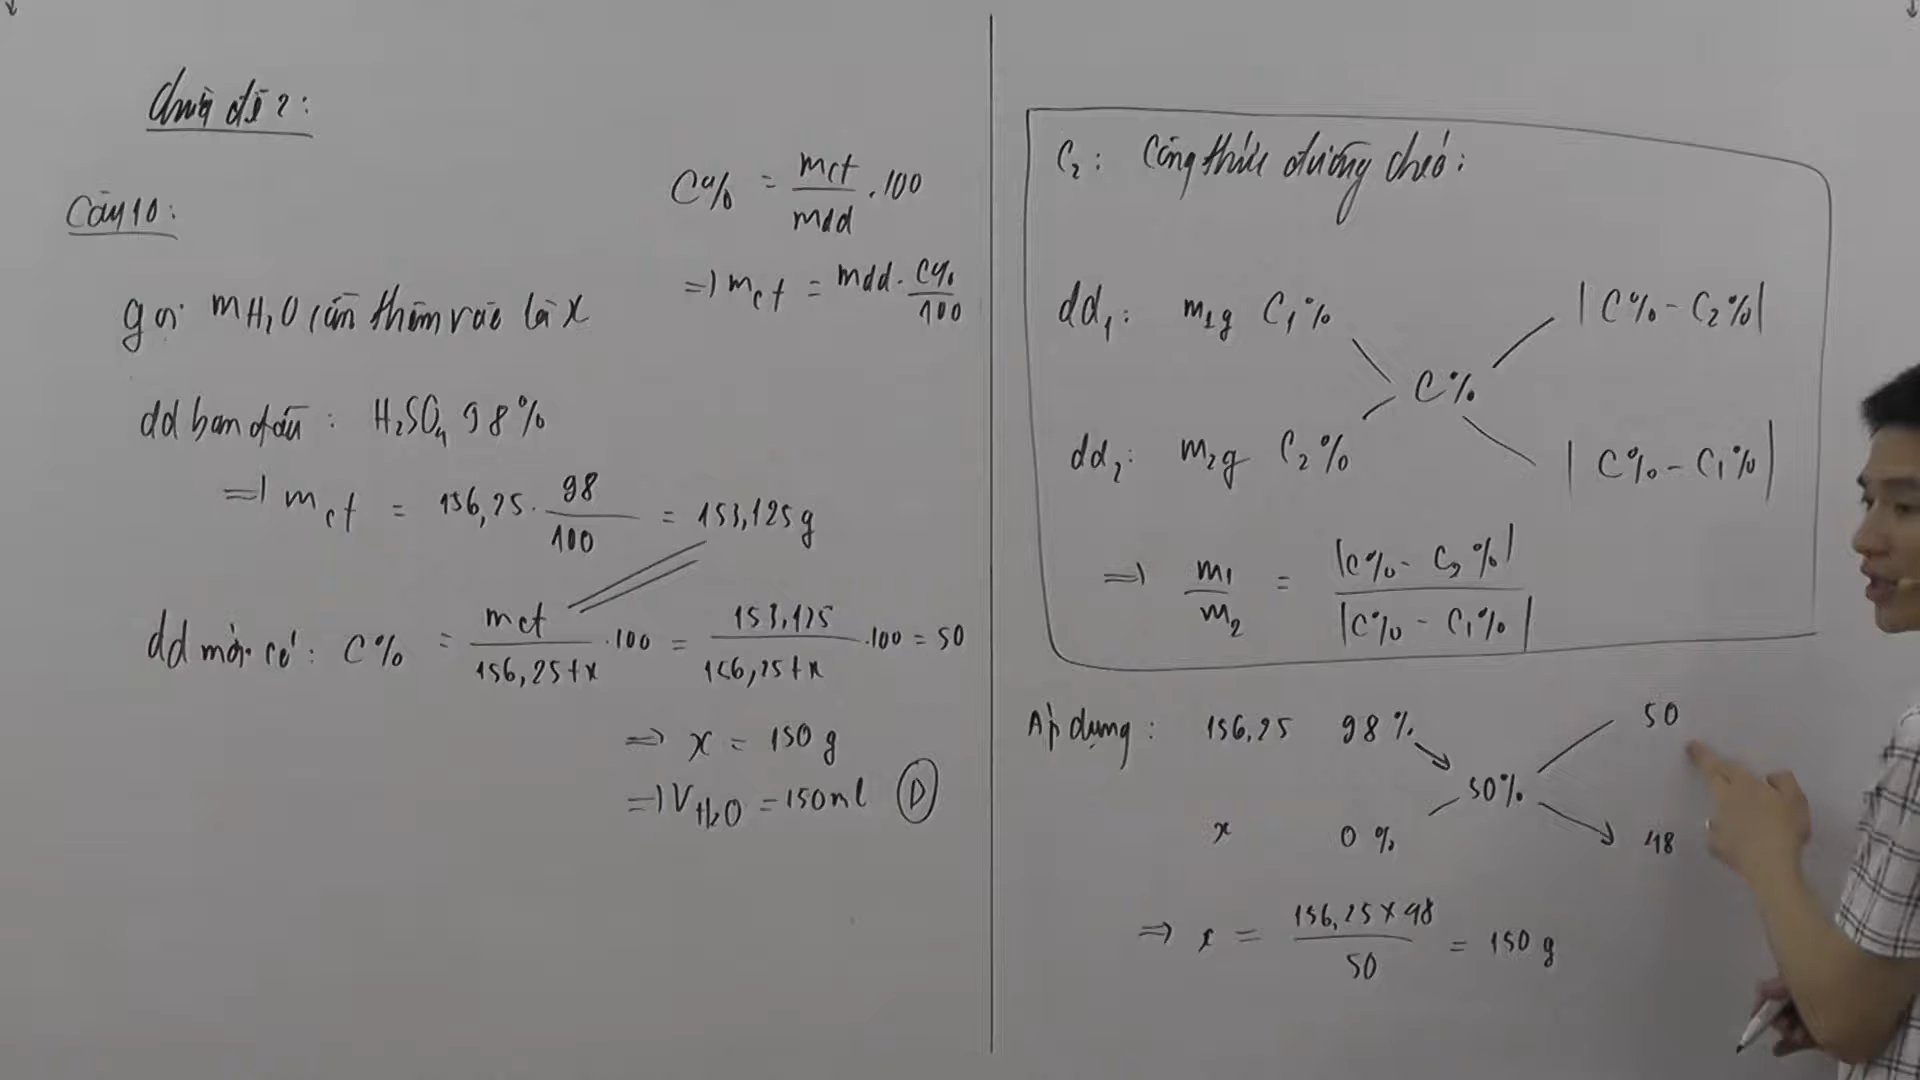 Chữa đề 2:
Câu 10:
C% = mct / mdd . 100
=> mct = mdd . C% / 100
gọi mH₂O cần thêm vào là x
dd ban đầu : H₂SO₄ 98%
=> mct = 156,25 . 98 / 100 = 153,125 g
dd mới có : C% = mct / 156,25+x . 100 = 153,125 / 156,25+x . 100 = 50
=> x = 150 g
=> VH₂O = 150 ml D
C₂: Công thức đường chéo:
dd₁: m₁g C₁% |C% - C₂%|
C%
dd₂: m₂g C₂% |C% - C₁%|
=> m₁ / m₂ = |C% - C₂%| / |C% - C₁%|
Áp dụng : 156,25 98% 50
50%
x 0% 48
=> x = 156,25 × 48 / 50 = 150 g